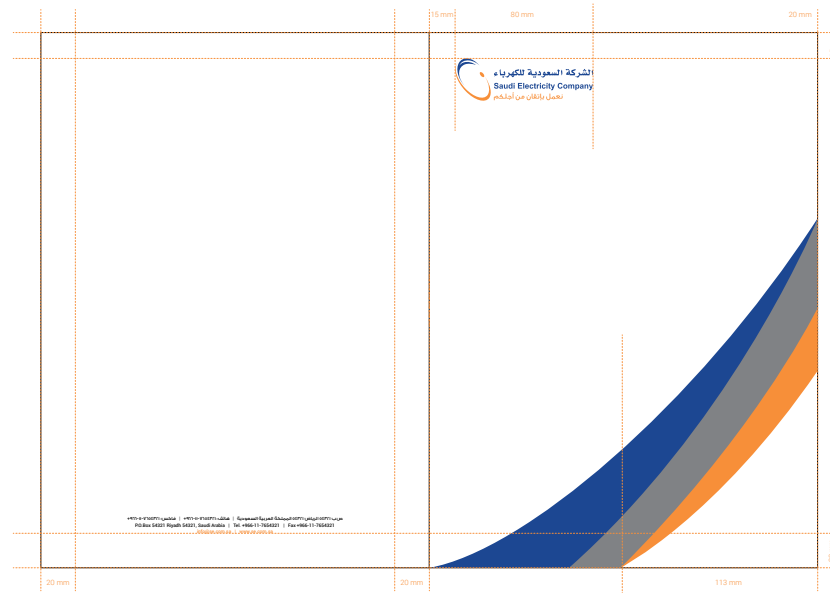 15 mm
80 mm
20 mm
الشركة السعودية للكهرباء
Saudi Electricity Company
نعمل بإتقان من أجلكم
P.O.Box 54321 Riyadh 54321, Saudi Arabia | Tel. +966-11-7654321 | Fax +966-11-7654321
20 mm
20 mm
113 mm